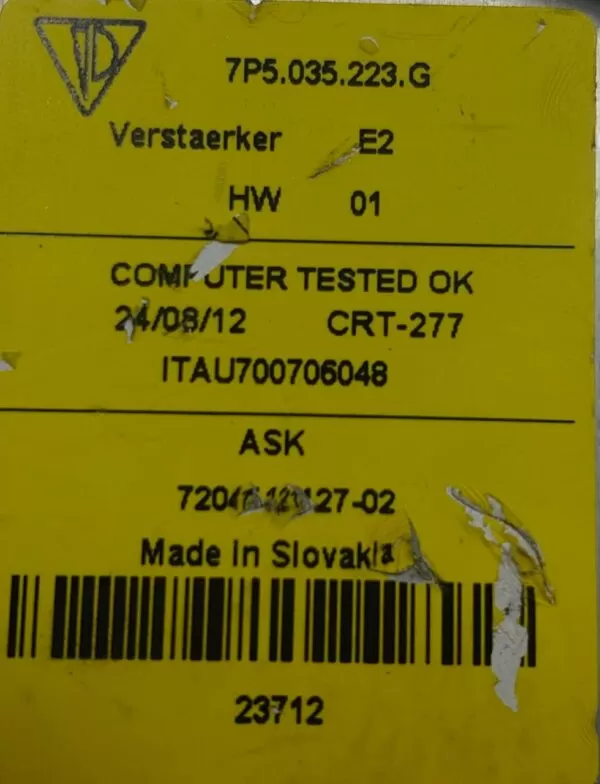 7P5.035.223.G
Verstaerker E2
HW 01
COMPUTER TESTED OK
24/08/12 CRT-277
ITAU700706048
ASK
Made in Slovakia
23712